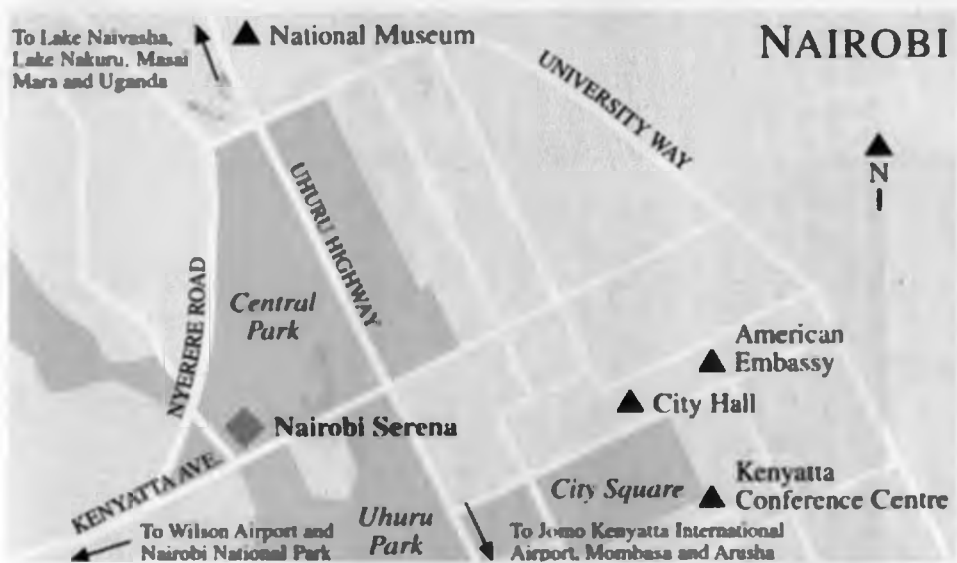 To Lake Naivasha,
Lake Nakuru, Masai
Mara and Uganda
National Museum
NAIROBI
UNIVERSITY WAY
N
UHURU HIGHWAY
NYERERE ROAD
Central
Park
American
Embassy
City Hall
Nairobi Serena
KENYATTA AVE.
City Square
Kenyatta
Conference Centre
Uhuru
Park
To Wilson Airport and
Nairobi National Park
To Jomo Kenyatta International
Airport, Mombasa and Arusha